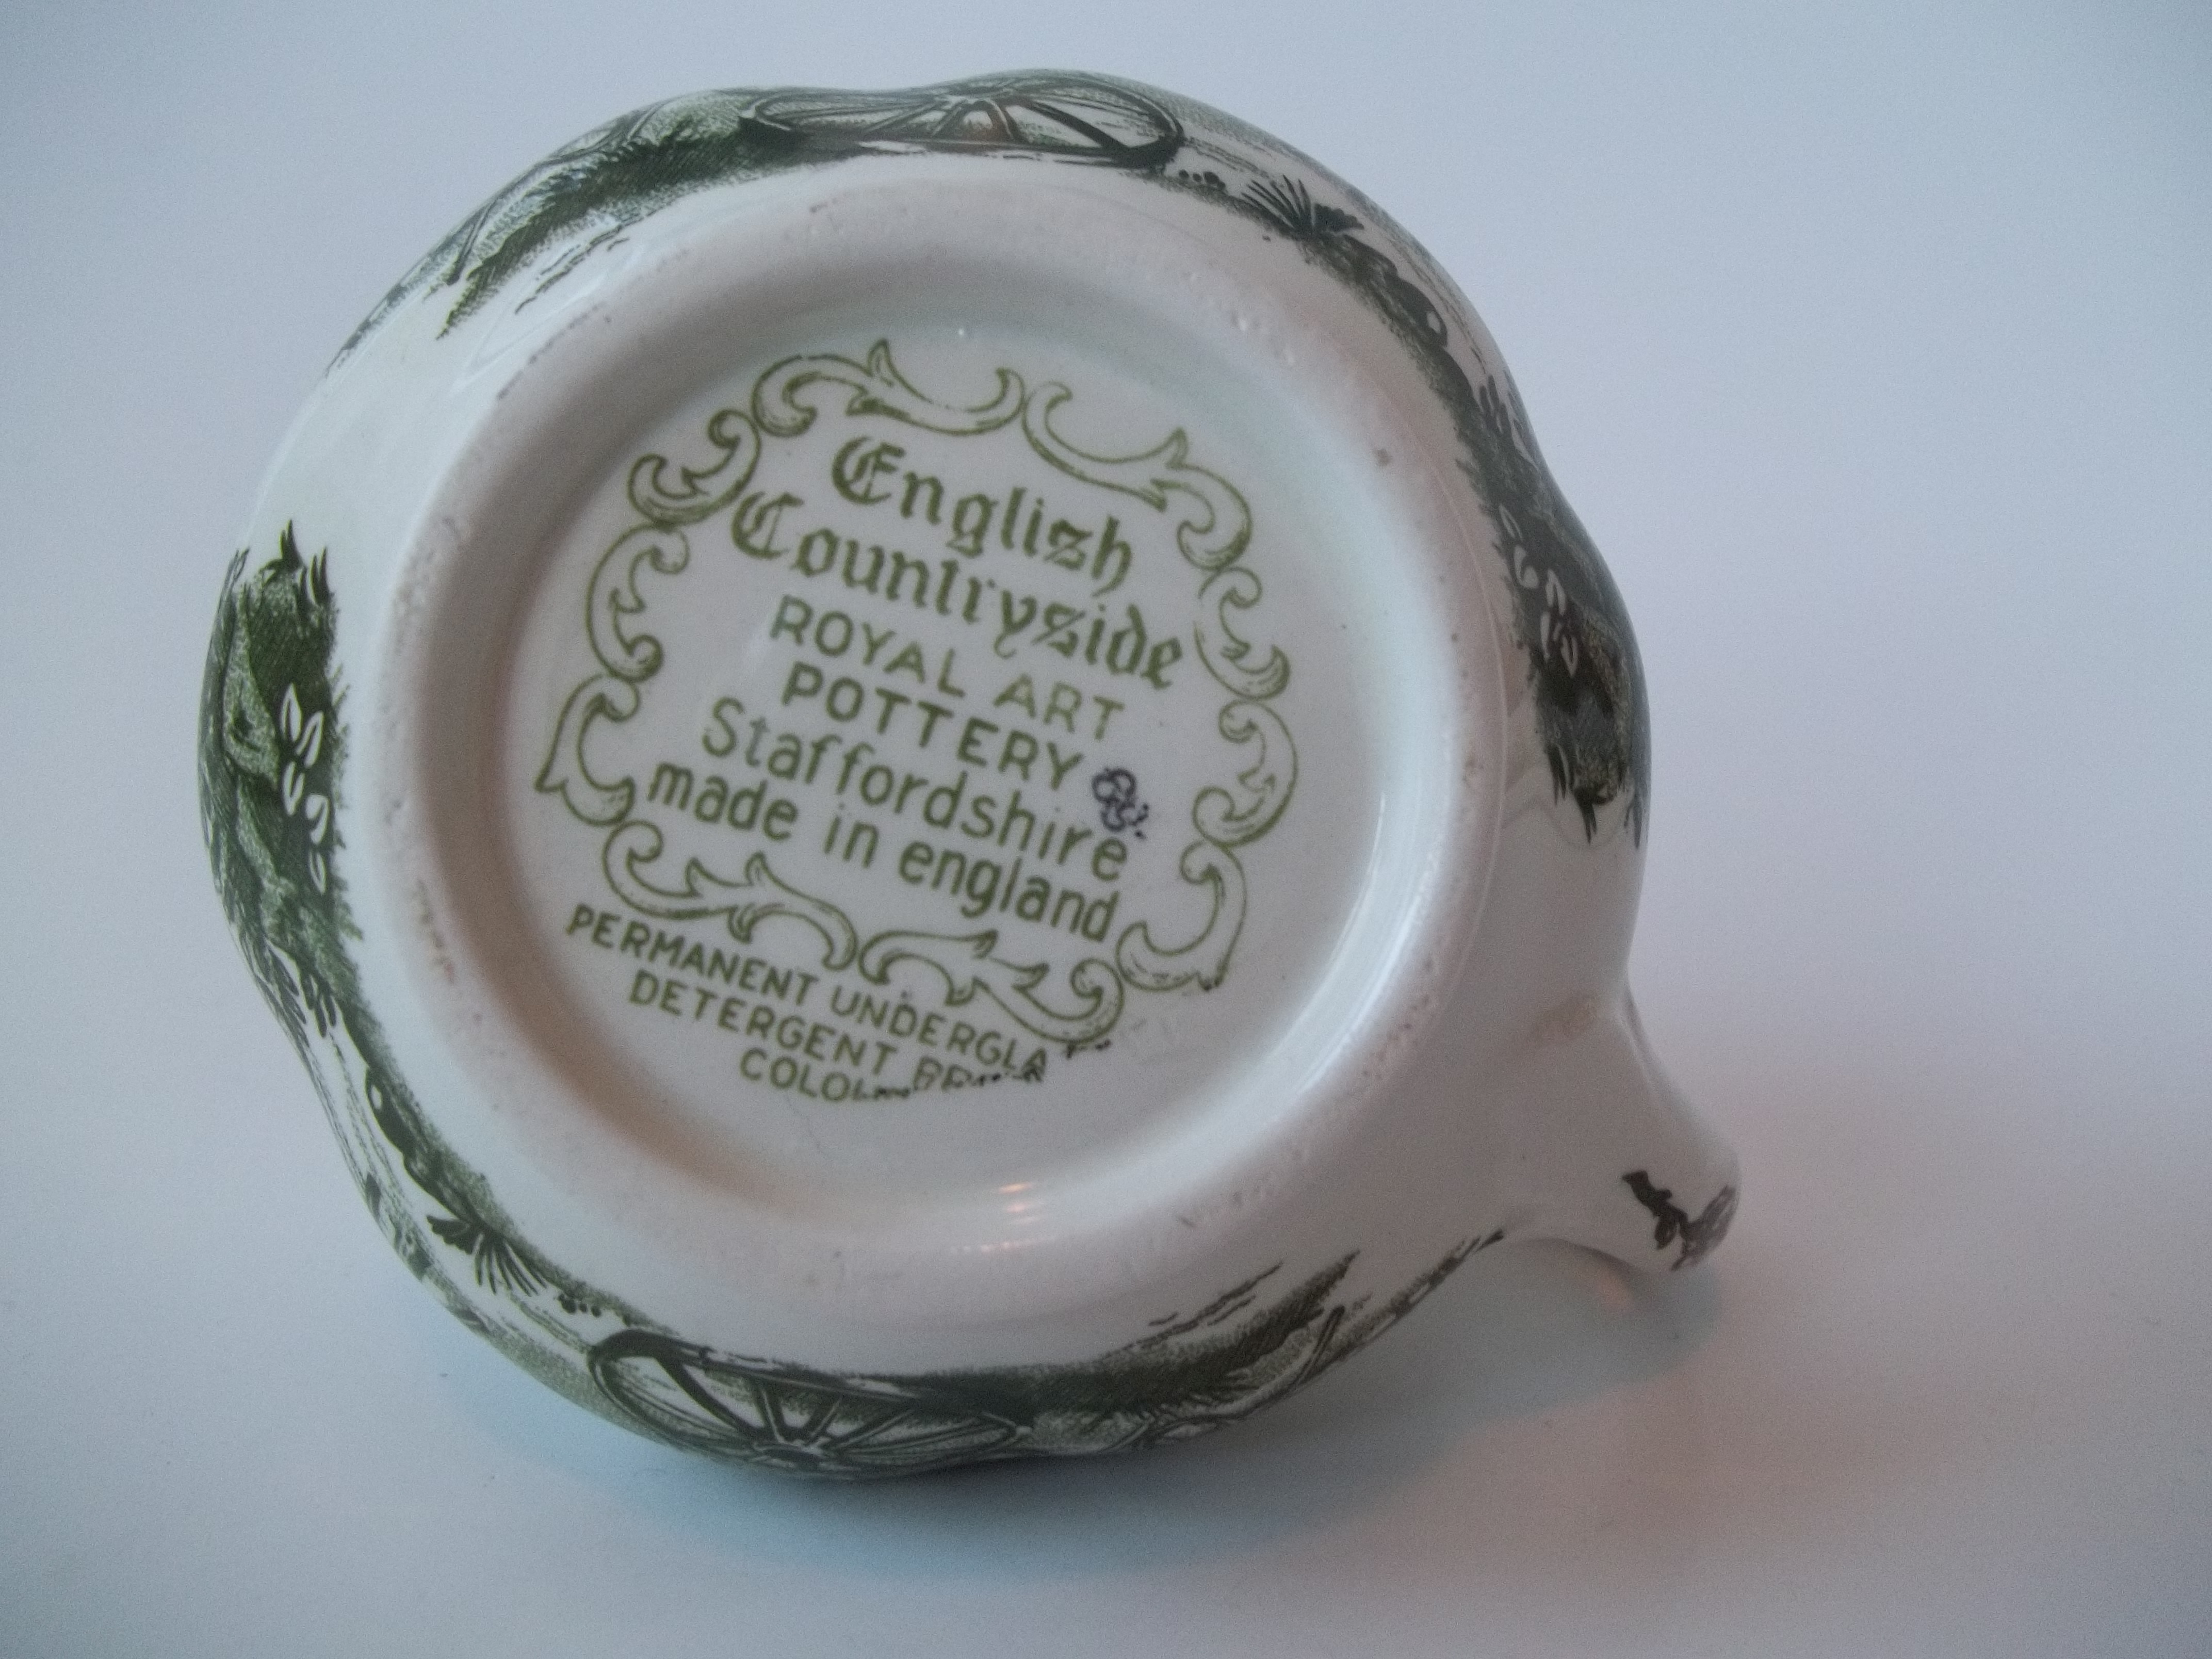 English
Countryside
ROYAL ART
POTTERY
Staffordshire
made in england
PERMANENT UNDERGLA
DETERGENT